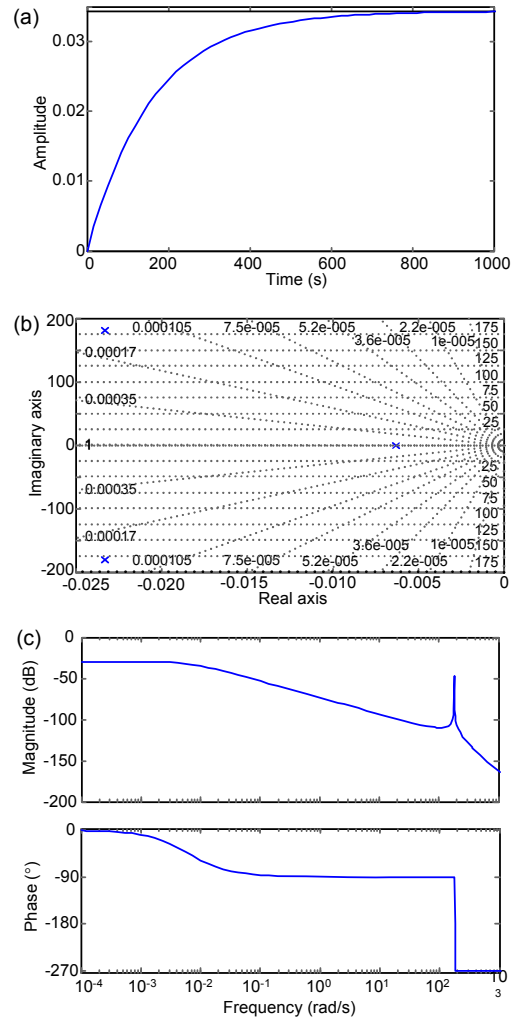 (a)
0.03
0.02
0.01
0
Amplitude
0 200 400 600 800 1000
Time (s)
(b)
200
100
0
-100
-200
Imaginary axis
0.000105 7.5e-005 5.2e-005 2.2e-005 175
0.00017 3.6e-005 1e-005 150
125
100
0.00035 75
50
25
1
25
50
0.00035 75
100
125
0.00017 3.6e-005 1e-005 150
0.000105 7.5e-005 5.2e-005 2.2e-005 175
-0.025 -0.020 -0.015 -0.010 -0.005 0
Real axis
(c)
0
-50
-100
-150
-200
Magnitude (dB)
0
-90
-180
-270
Phase (°)
10-4 10-3 10-2 10-1 100 101 102 10
3
Frequency (rad/s)